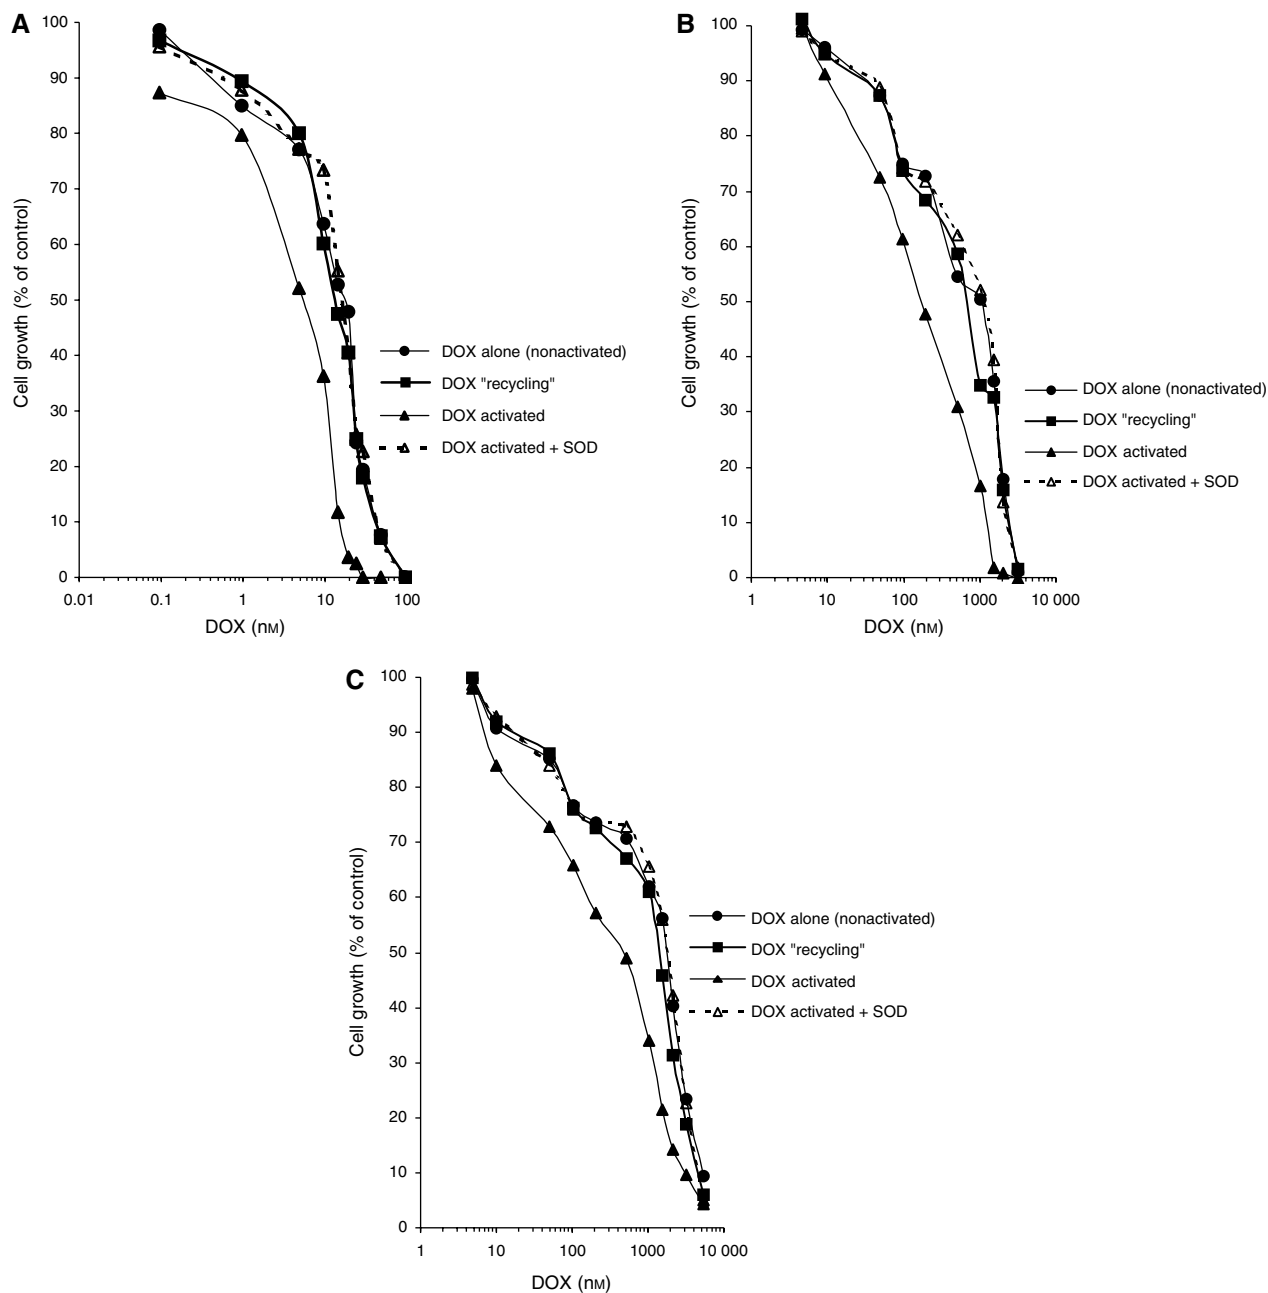 A
100
90
80
70
60
50
40
30
20
10
0
0.01 0.1 1 10 100
Cell growth (% of control)
DOX (nM)
DOX alone (nonactivated)
DOX "recycling"
DOX activated
DOX activated + SOD
B
100
90
80
70
60
50
40
30
20
10
0
1 10 100 1000 10 000
Cell growth (% of control)
DOX (nM)
DOX alone (nonactivated)
DOX "recycling"
DOX activated
DOX activated + SOD
C
100
90
80
70
60
50
40
30
20
10
0
1 10 100 1000 10 000
Cell growth (% of control)
DOX (nM)
DOX alone (nonactivated)
DOX "recycling"
DOX activated
DOX activated + SOD